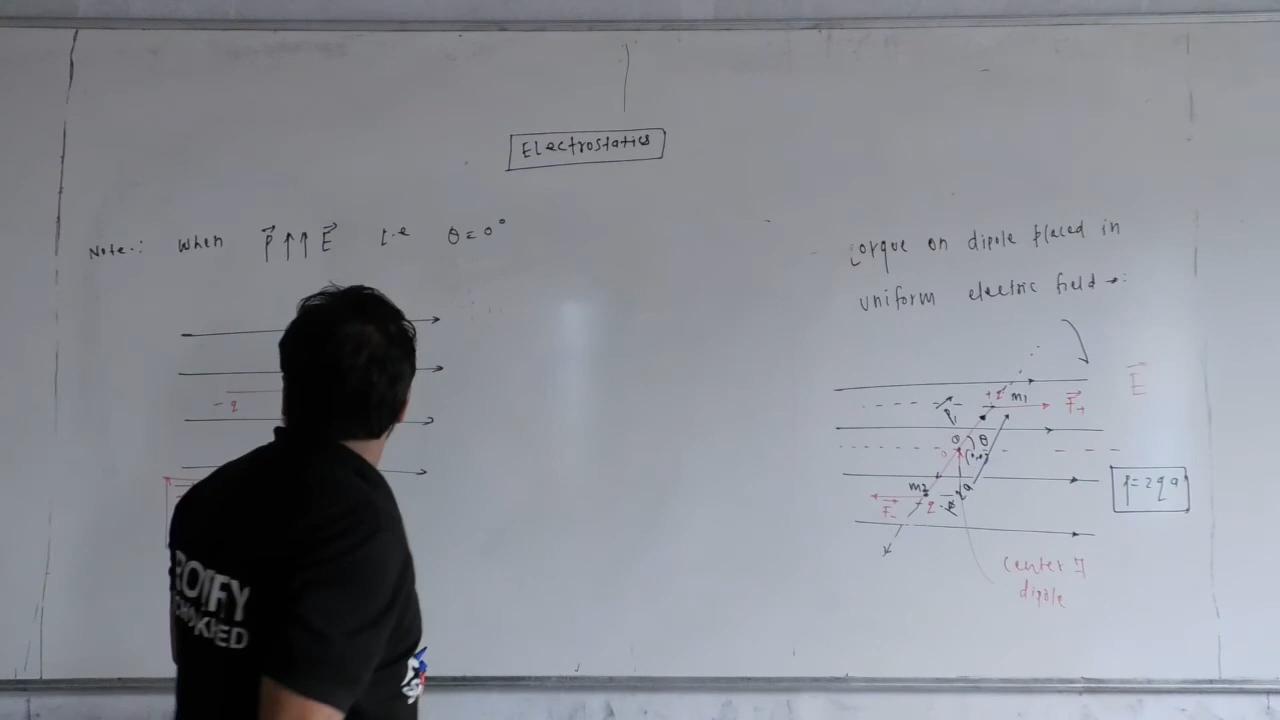 Electrostatics
Note:: When P⃗ ↑↑ E⃗ i.e θ=0°
- q
torque on dipole placed in
uniform electric field →:
E⃗
+q m1 F⃗+
θ
m2
F⃗- -q
p=2qa
center of
dipole